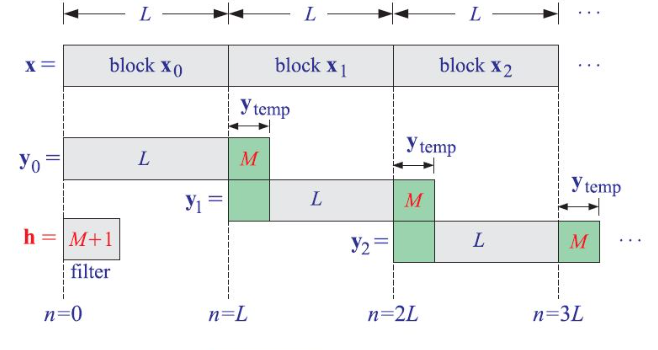 L L L ...
x = block x0 block x1 block x2 ...
ytemp
y0 = L M ytemp
y1 = L M ytemp
h = M+1 y2 = L M ...
filter
n=0 n=L n=2L n=3L